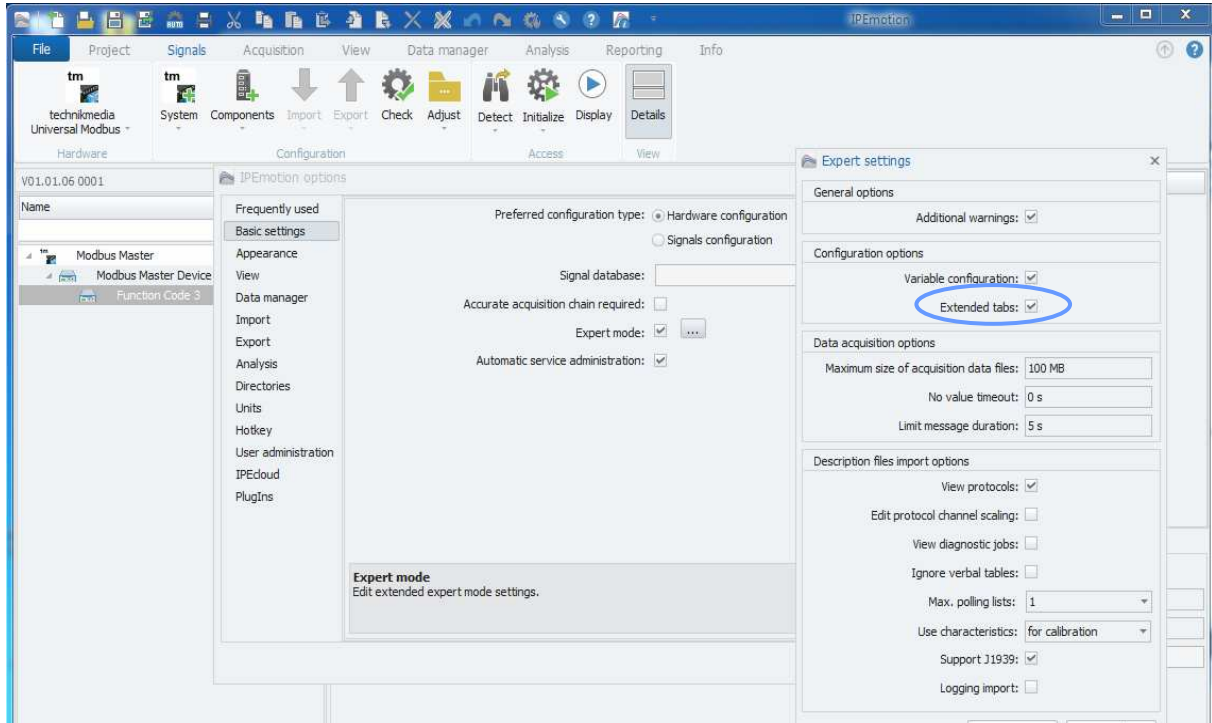 AUTO
IPEmotion
File Project Signals Acquisition View Data manager Analysis Reporting Info
tm
technikmedia
Universal Modbus
tm
System
Components
Import
Export
Check
Adjust
Detect
Initialize
Display
Details
Hardware
Configuration
Access
View
V01.01.06 0001
Name
tm
Modbus Master
Modbus Master Device
Function Code 3
IPEmotion options
Frequently used
Basic settings
Appearance
View
Data manager
Import
Export
Analysis
Directories
Units
Hotkey
User administration
IPEcloud
PlugIns
Preferred configuration type: Hardware configuration
Signals configuration
Signal database:
Accurate acquisition chain required:
Expert mode: ...
Automatic service administration:
Expert mode
Edit extended expert mode settings.
Expert settings
General options
Additional warnings:
Configuration options
Variable configuration:
Extended tabs:
Data acquisition options
Maximum size of acquisition data files: 100 MB
No value timeout: 0 s
Limit message duration: 5 s
Description files import options
View protocols:
Edit protocol channel scaling:
View diagnostic jobs:
Ignore verbal tables:
Max. polling lists: 1
Use characteristics: for calibration
Support J1939:
Logging import: